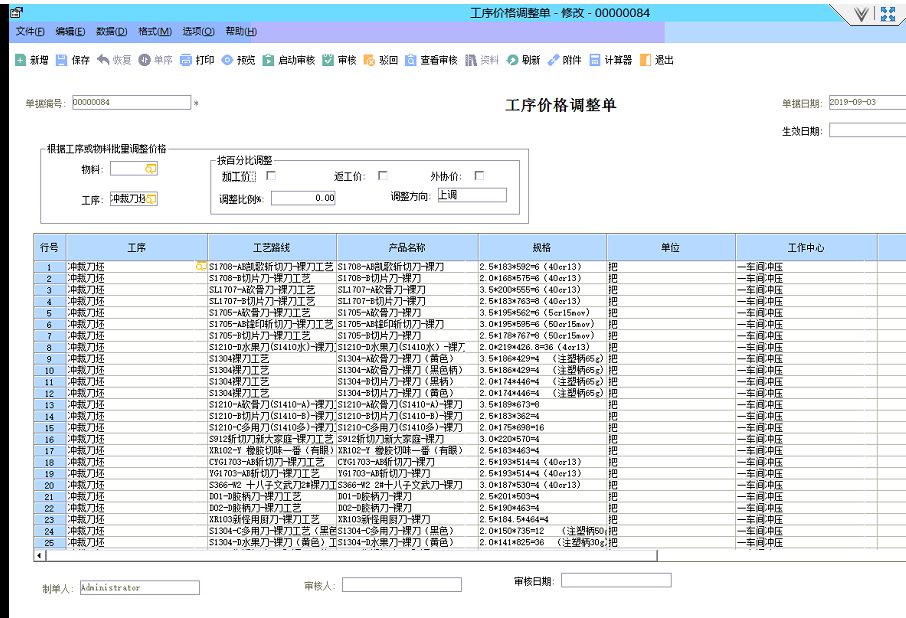 工序价格调整单 - 修改 - 00000084
文件(F) 编辑(E) 数据(D) 格式(M) 选项(O) 帮助(H)
新增 保存 恢复 单序 打印 预览 启动审核 审核 驳回 查看审核 资料 刷新 附件 计算器 退出
单据编号: 00000084 * 工序价格调整单 单据日期: 2019-09-03
生效日期:
根据工序或物料批里调整价格
物料: 按百分比调整
加工价: 返工价: 外协价:
工序: 冲裁刀坯 调整比例%: 0.00 调整方向: 上调
行号 工序 工艺路线 产品名称 规格 单位 工作中心
1 冲裁刀坯 S1708-AB凯歌斩切刀-裸刀工艺 S1708-AB凯歌斩切刀-裸刀 2.5*183*592=6 (40cr13) 把 一车间冲压
2 冲裁刀坯 S1708-B切片刀-裸刀工艺 S1708-B切片刀-裸刀 2.0*168*575=6 (40cr13) 把 一车间冲压
3 冲裁刀坯 SL1707-A砍骨刀-裸刀工艺 SL1707-A砍骨刀-裸刀 3.5*200*555=6 (40cr13) 把 一车间冲压
4 冲裁刀坯 SL1707-B切片刀-裸刀工艺 SL1707-B切片刀-裸刀 2.5*183*763=8 (40cr13) 把 一车间冲压
5 冲裁刀坯 S1705-A砍骨刀-裸刀工艺 S1705-A砍骨刀-裸刀 3.5*195*562=6 (5cr15mov) 把 一车间冲压
6 冲裁刀坯 S1705-AB锤印斩切刀-裸刀工艺 S1705-AB锤印斩切刀-裸刀 3.0*195*595=6 (50cr15mov) 把 一车间冲压
7 冲裁刀坯 S1705-B切片刀-裸刀工艺 S1705-B切片刀-裸刀 2.5*178*767=8 (50cr15mov) 把 一车间冲压
8 冲裁刀坯 S1210-D水果刀(S1410水)-裸刀 S1210-D水果刀(S1410水) -裸刀 2.0*219*426.8=36 (4cr13) 把 一车间冲压
9 冲裁刀坯 S1304裸刀工艺 S1304-A砍骨刀-裸刀 (黄色) 3.5*186*429=4 (注塑柄65g) 把 一车间冲压
10 冲裁刀坯 S1304裸刀工艺 S1304-A砍骨刀-裸刀 (黑色柄) 3.5*186*429=4 (注塑柄65g) 把 一车间冲压
11 冲裁刀坯 S1304裸刀工艺 S1304-B切片刀-裸刀 (黑柄) 2.0*174*446=4 (注塑柄65g) 把 一车间冲压
12 冲裁刀坯 S1304裸刀工艺 S1304-B切片刀-裸刀 (黄色) 2.0*174*446=4 (注塑柄65g) 把 一车间冲压
13 冲裁刀坯 S1210-A砍骨刀(S1410-A)-裸刀 S1210-A砍骨刀(S1410-A)-裸刀 3.5*189*673=8 把 一车间冲压
14 冲裁刀坯 S1210-B切片刀(S1410-B)-裸刀 S1210-B切片刀(S1410-B)-裸刀 2.5*183*362=4 把 一车间冲压
15 冲裁刀坯 S1210-C多用刀(S1410多)-裸刀 S1210-C多用刀(S1410多)-裸刀 2.0*175*698=16 把 一车间冲压
16 冲裁刀坯 S912斩切刀新大家庭-裸刀工艺 S912斩切刀新大家庭-裸刀 3.0*220*570=4 把 一车间冲压
17 冲裁刀坯 XR102-Y 橡胶切味一番 (有眼) XR102-Y 橡胶切味一番 (有眼) 2.5*183*463=4 把 一车间冲压
18 冲裁刀坯 CYG1703-AB斩切刀-裸刀工艺 CYG1703-AB斩切刀-裸刀 2.5*193*514=4 (40cr13) 把 一车间冲压
19 冲裁刀坯 YG1703-AB斩切刀-裸刀工艺 YG1703-AB斩切刀-裸刀 2.5*193*514=4 (40cr13) 把 一车间冲压
20 冲裁刀坯 S366-W2 十八子文武刀2#裸刀工 S366-W2 2#十八子文武刀-裸刀 3.0*187*530=4 (40cr13) 把 一车间冲压
21 冲裁刀坯 D01-D胶柄刀-裸刀工艺 D01-D胶柄刀-裸刀 2.5*201*503=4 把 一车间冲压
22 冲裁刀坯 D02-D胶柄刀-裸刀工艺 D02-D胶柄刀-裸刀 2.5*190*463=4 把 一车间冲压
23 冲裁刀坯 XR103新怪用厨刀-裸刀工艺 XR103新怪用厨刀-裸刀 2.5*184.5*464=4 把 一车间冲压
24 冲裁刀坯 S1304-C多用刀-裸刀工艺 (黑色 S1304-C多用刀-裸刀 (黑色) 2.0*150*735=12 (注塑柄50g 把 一车间冲压
25 冲裁刀坯 S1304-D水果刀-裸刀 (黄色) 工 S1304-D水果刀-裸刀 (黄色) 2.0*141*825=36 (注塑柄30g) 把 一车间冲压
制单人: Administrator 审核人: 审核日期: